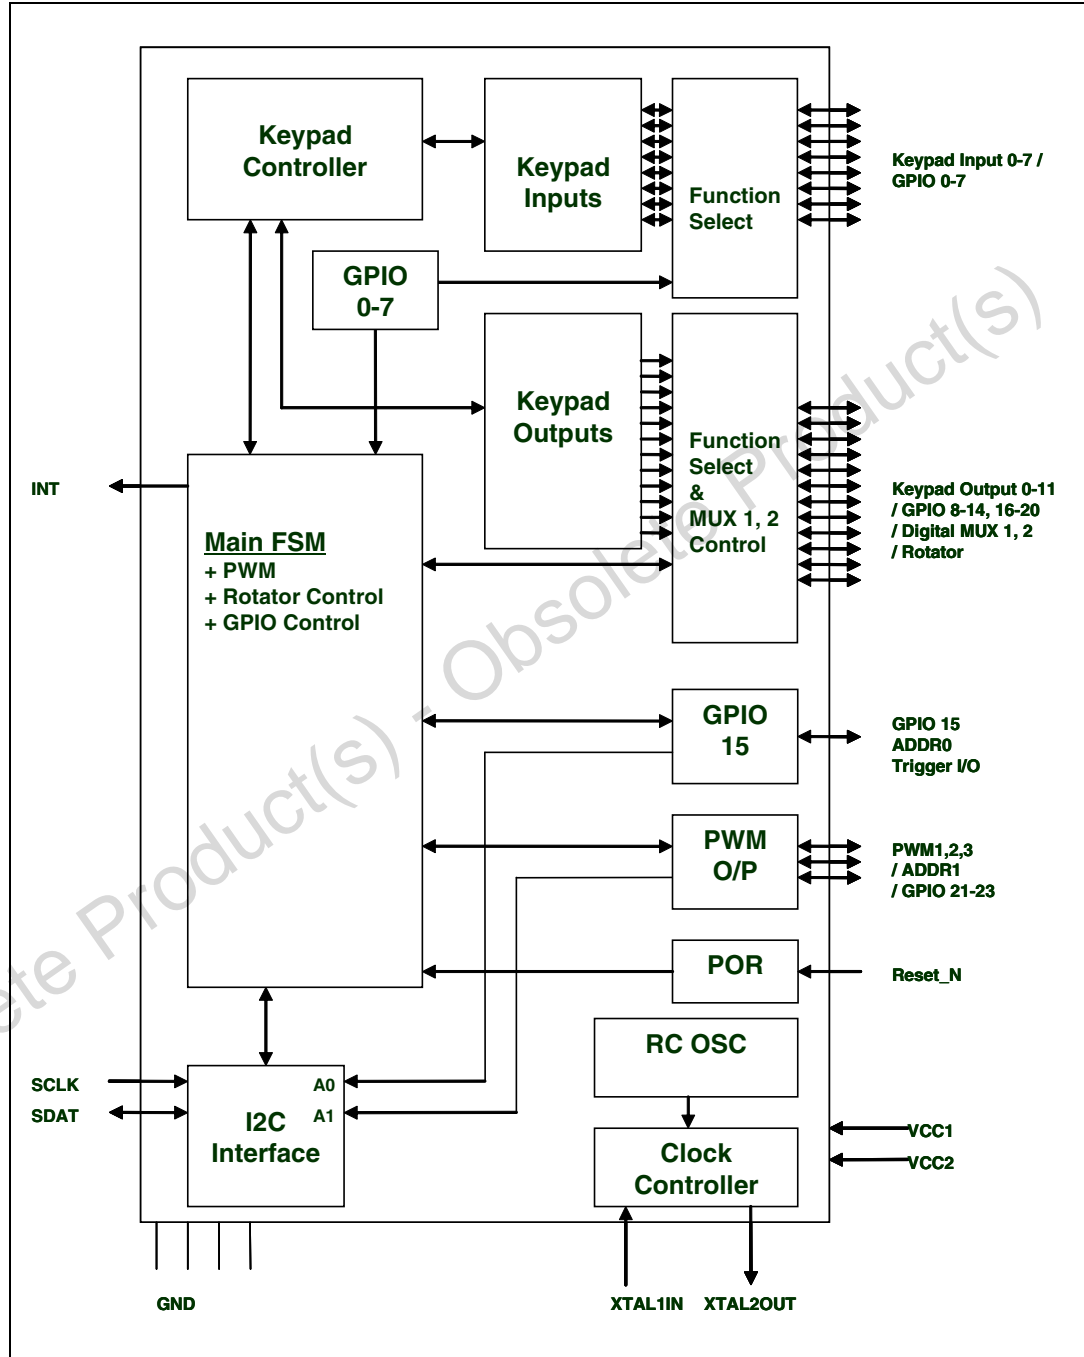 Keypad
Controller
Keypad
Inputs
Function
Select
Keypad Input 0-7 /
GPIO 0-7
GPIO
0-7
Keypad
Outputs
Function
Select
&
MUX 1, 2
Control
Keypad Output 0-11
/ GPIO 8-14, 16-20
/ Digital MUX 1, 2
/ Rotator
INT
Main FSM
+ PWM
+ Rotator Control
+ GPIO Control
GPIO
15
GPIO 15
ADDR0
Trigger I/O
PWM
O/P
PWM1,2,3
/ ADDR1
/ GPIO 21-23
POR
Reset_N
RC OSC
SCLK
SDAT
A0
A1
I2C
Interface
Clock
Controller
VCC1
VCC2
GND
XTAL1IN
XTAL2OUT
ete Product(s) - Obsolete Product(s)